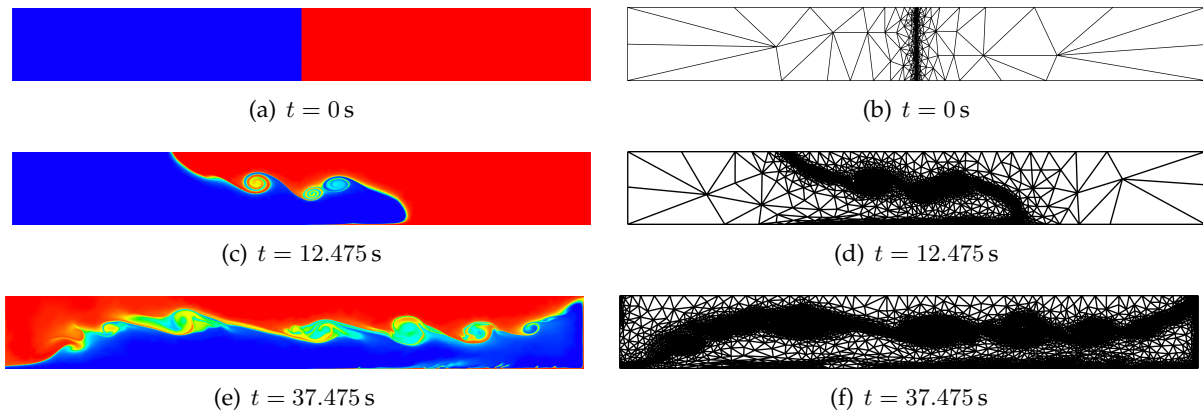 (a) t = 0 s
(b) t = 0 s
(c) t = 12.475 s
(d) t = 12.475 s
(e) t = 37.475 s
(f) t = 37.475 s